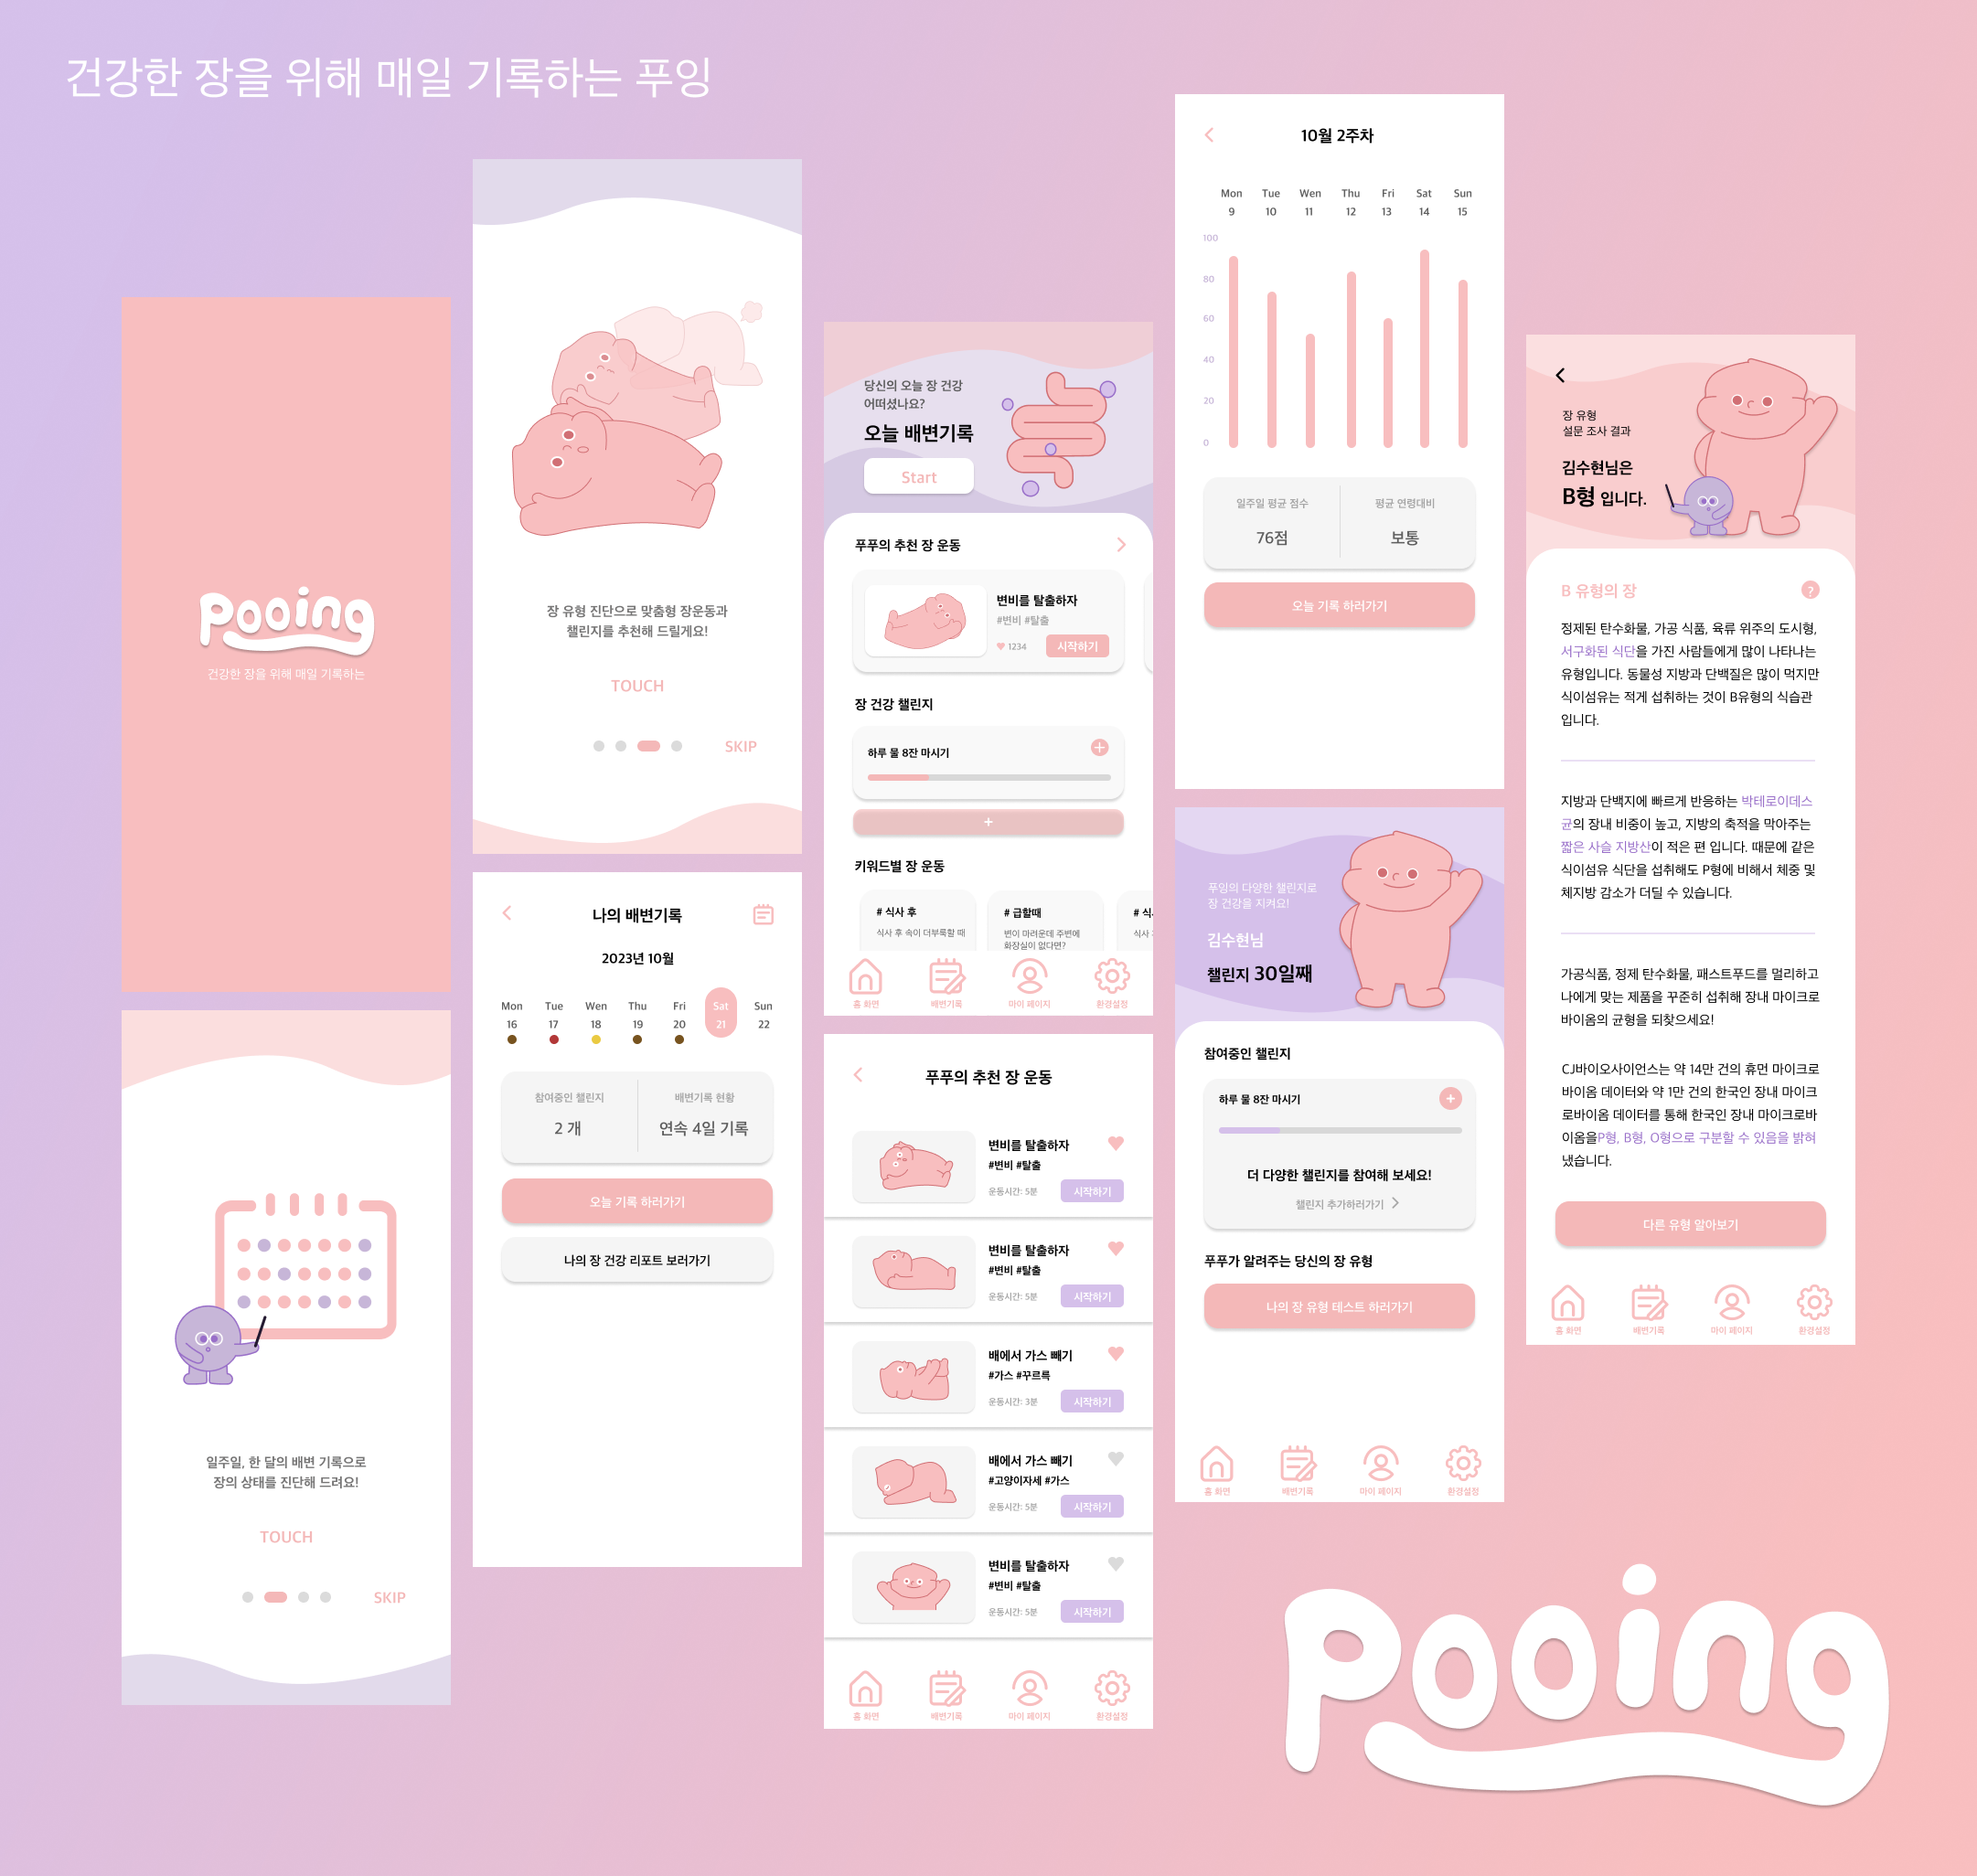 건강한 장을 위해 매일 기록하는 푸잉
Pooing
건강한 장을 위해 매일 기록하는
일주일, 한 달의 배변 기록으로
장의 상태를 진단해 드려요!
TOUCH
SKIP
장 유형 진단으로 맞춤형 장운동과
챌린지를 추천해 드릴게요!
TOUCH
SKIP
나의 배변기록
2023년 10월
Mon Tue Wen Thu Fri Sat Sun
16 17 18 19 20 21 22
참여중인 챌린지 배변기록 현황
2 개 연속 4일 기록
오늘 기록 하러가기
나의 장 건강 리포트 보러가기
당신의 오늘 장 건강
어떠셨나요?
오늘 배변기록
Start
푸푸의 추천 장 운동
변비를 탈출하자
#변비 #탈출
1234 시작하기
장 건강 챌린지
하루 물 8잔 마시기
+
+
키워드별 장 운동
# 식사 후 # 급할때 # 식
식사 후 속이 더부룩할 때 변이 마려운데 주변에 식사
화장실이 없다면?
홈 화면 배변기록 마이 페이지 환경설정
푸푸의 추천 장 운동
변비를 탈출하자
#변비 #탈출
운동시간: 5분 시작하기
변비를 탈출하자
#변비 #탈출
운동시간: 5분 시작하기
배에서 가스 빼기
#가스 #꾸르륵
운동시간: 3분 시작하기
배에서 가스 빼기
#고양이자세 #가스
운동시간: 5분 시작하기
변비를 탈출하자
#변비 #탈출
운동시간: 5분 시작하기
홈 화면 배변기록 마이 페이지 환경설정
10월 2주차
Mon Tue Wen Thu Fri Sat Sun
9 10 11 12 13 14 15
100
80
60
40
20
0
일주일 평균 점수 평균 연령대비
76점 보통
오늘 기록 하러가기
푸잉의 다양한 챌린지로
장 건강을 지켜요!
김수현님
챌린지 30일째
참여중인 챌린지
하루 물 8잔 마시기
+
더 다양한 챌린지를 참여해 보세요!
챌린지 추가하러가기
푸푸가 알려주는 당신의 장 유형
나의 장 유형 테스트 하러가기
홈 화면 배변기록 마이 페이지 환경설정
장 유형
설문 조사 결과
김수현님은
B형 입니다.
B 유형의 장
?
정제된 탄수화물, 가공 식품, 육류 위주의 도시형,
서구화된 식단을 가진 사람들에게 많이 나타나는
유형입니다. 동물성 지방과 단백질은 많이 먹지만
식이섬유는 적게 섭취하는 것이 B유형의 식습관
입니다.
지방과 단백지에 빠르게 반응하는 박테로이데스
균의 장내 비중이 높고, 지방의 축적을 막아주는
짧은 사슬 지방산이 적은 편 입니다. 때문에 같은
식이섬유 식단을 섭취해도 P형에 비해서 체중 및
체지방 감소가 더딜 수 있습니다.
가공식품, 정제 탄수화물, 패스트푸드를 멀리하고
나에게 맞는 제품을 꾸준히 섭취해 장내 마이크로
바이옴의 균형을 되찾으세요!
CJ바이오사이언스는 약 14만 건의 휴먼 마이크로
바이옴 데이터와 약 1만 건의 한국인 장내 마이크
로바이옴 데이터를 통해 한국인 장내 마이크로바
이옴을P형, B형, O형으로 구분할 수 있음을 밝혀
냈습니다.
다른 유형 알아보기
홈 화면 배변기록 마이 페이지 환경설정
Pooing